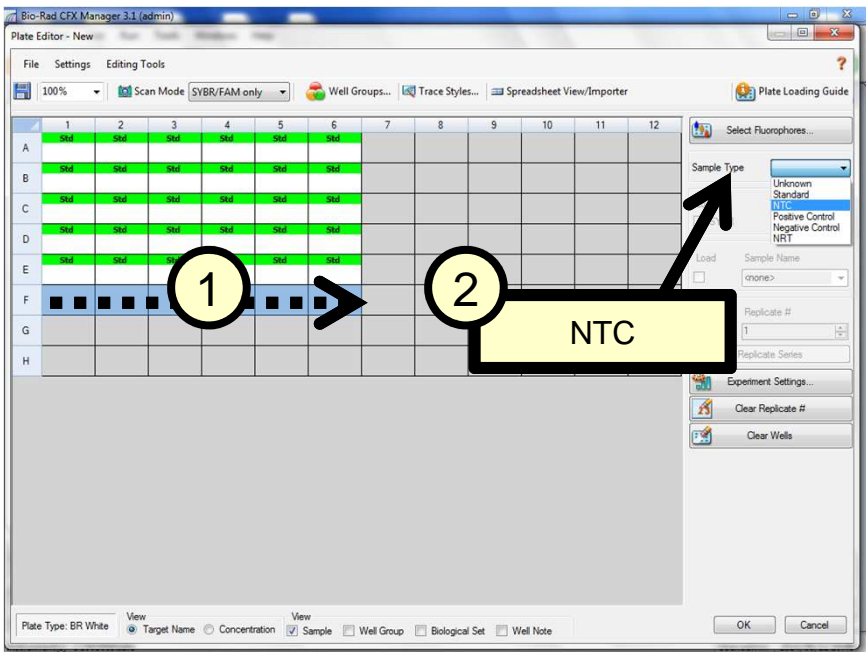 Bio-Rad CFX Manager 3.1 (admin)
Plate Editor - New
File Settings Editing Tools ?
100% Scan Mode SYBR/FAM only Well Groups... Trace Styles... Spreadsheet View/Importer Plate Loading Guide
1 2 3 4 5 6 7 8 9 10 11 12
A Std Std Std Std Std Std
B Std Std Std Std Std Std
C Std Std Std Std Std Std
D Std Std Std Std Std Std
E Std Std Std Std Std
F
G
H
1
2
NTC
Select Fluorophores...
Sample Type
Unknown
Standard
NTC
Positive Control
Negative Control
NRT
Load Sample Name
<none>
Replicate #
1
Replicate Series
Experiment Settings...
Clear Replicate #
Clear Wells
Plate Type: BR White
View
Target Name Concentration
View
Sample Well Group Biological Set Well Note
OK Cancel